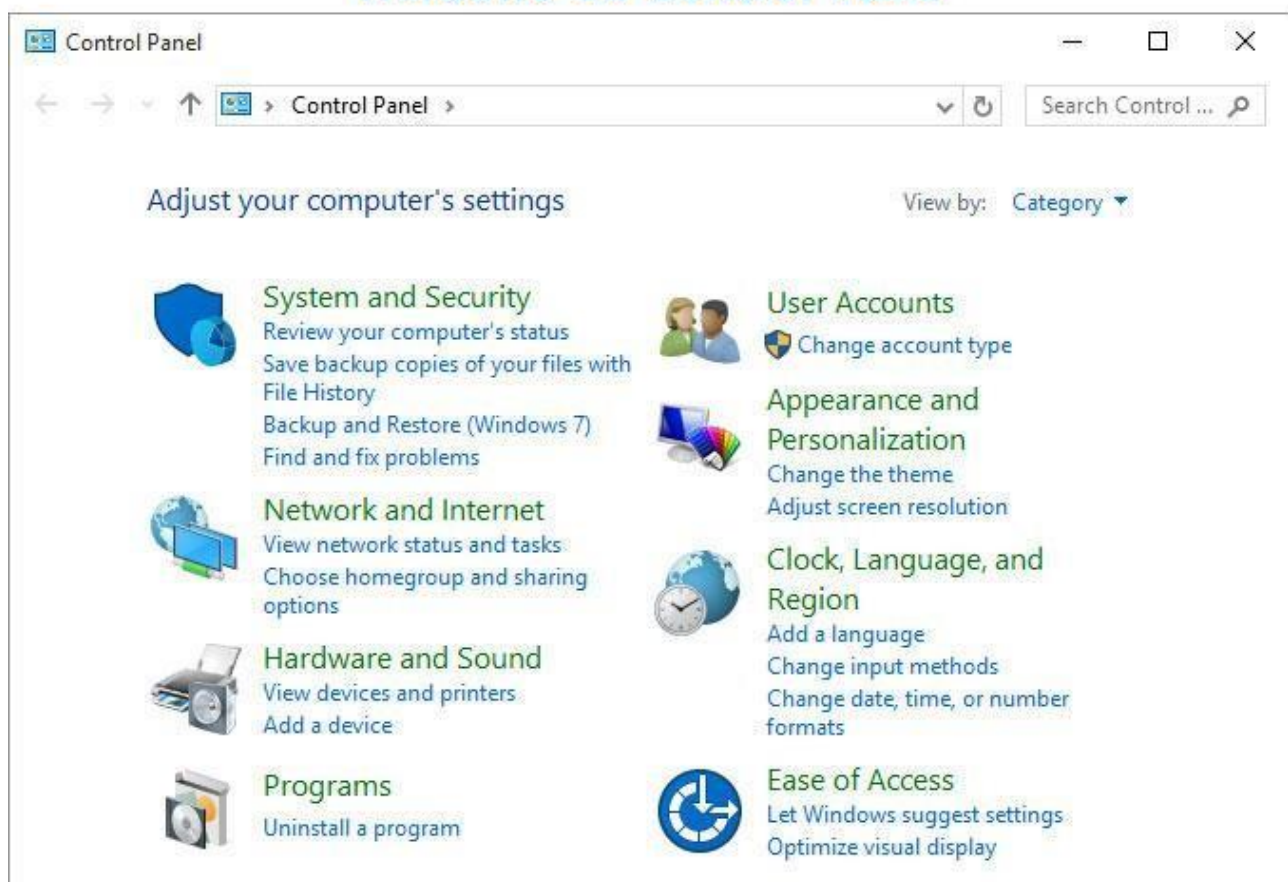 Control Panel
Control Panel
Search Control ...
Adjust your computer's settings
View by: Category
System and Security
Review your computer's status
Save backup copies of your files with
File History
Backup and Restore (Windows 7)
Find and fix problems
Network and Internet
View network status and tasks
Choose homegroup and sharing
options
Hardware and Sound
View devices and printers
Add a device
Programs
Uninstall a program
User Accounts
Change account type
Appearance and
Personalization
Change the theme
Adjust screen resolution
Clock, Language, and
Region
Add a language
Change input methods
Change date, time, or number
formats
Ease of Access
Let Windows suggest settings
Optimize visual display